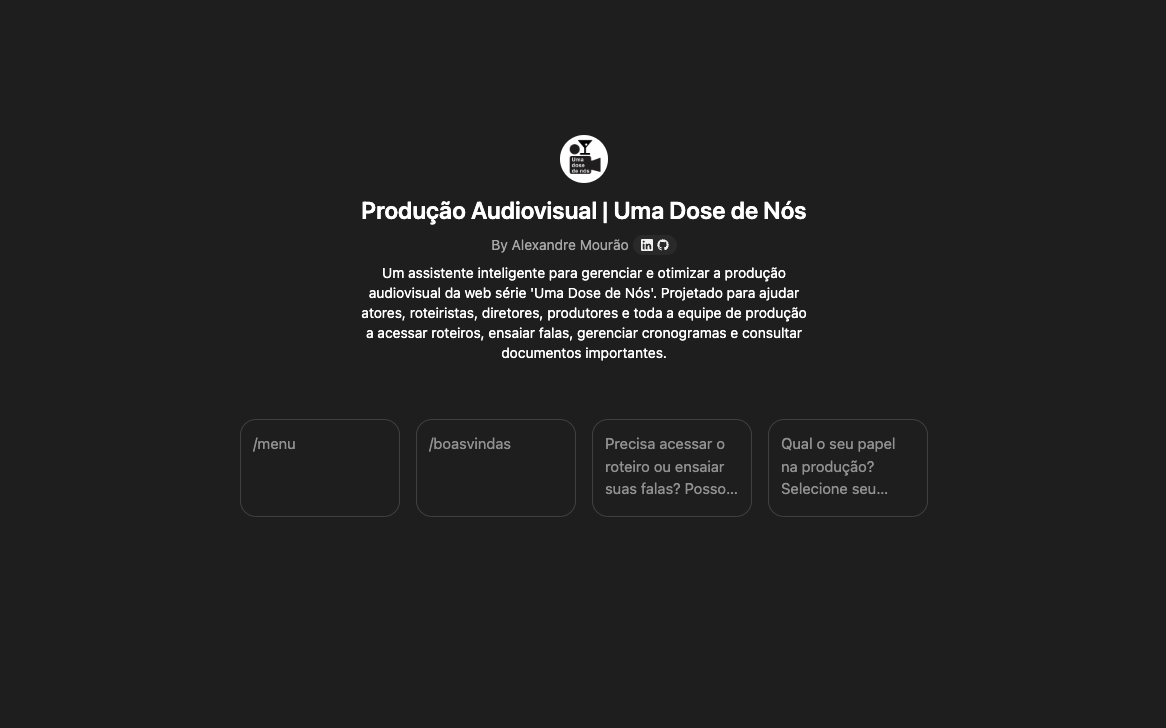 Uma
dose
de nós
Produção Audiovisual | Uma Dose de Nós
By Alexandre Mourão
Um assistente inteligente para gerenciar e otimizar a produção
audiovisual da web série 'Uma Dose de Nós'. Projetado para ajudar
atores, roteiristas, diretores, produtores e toda a equipe de produção
a acessar roteiros, ensaiar falas, gerenciar cronogramas e consultar
documentos importantes.
/menu
/boasvindas
Precisa acessar o
roteiro ou ensaiar
suas falas? Posso...
Qual o seu papel
na produção?
Selecione seu...